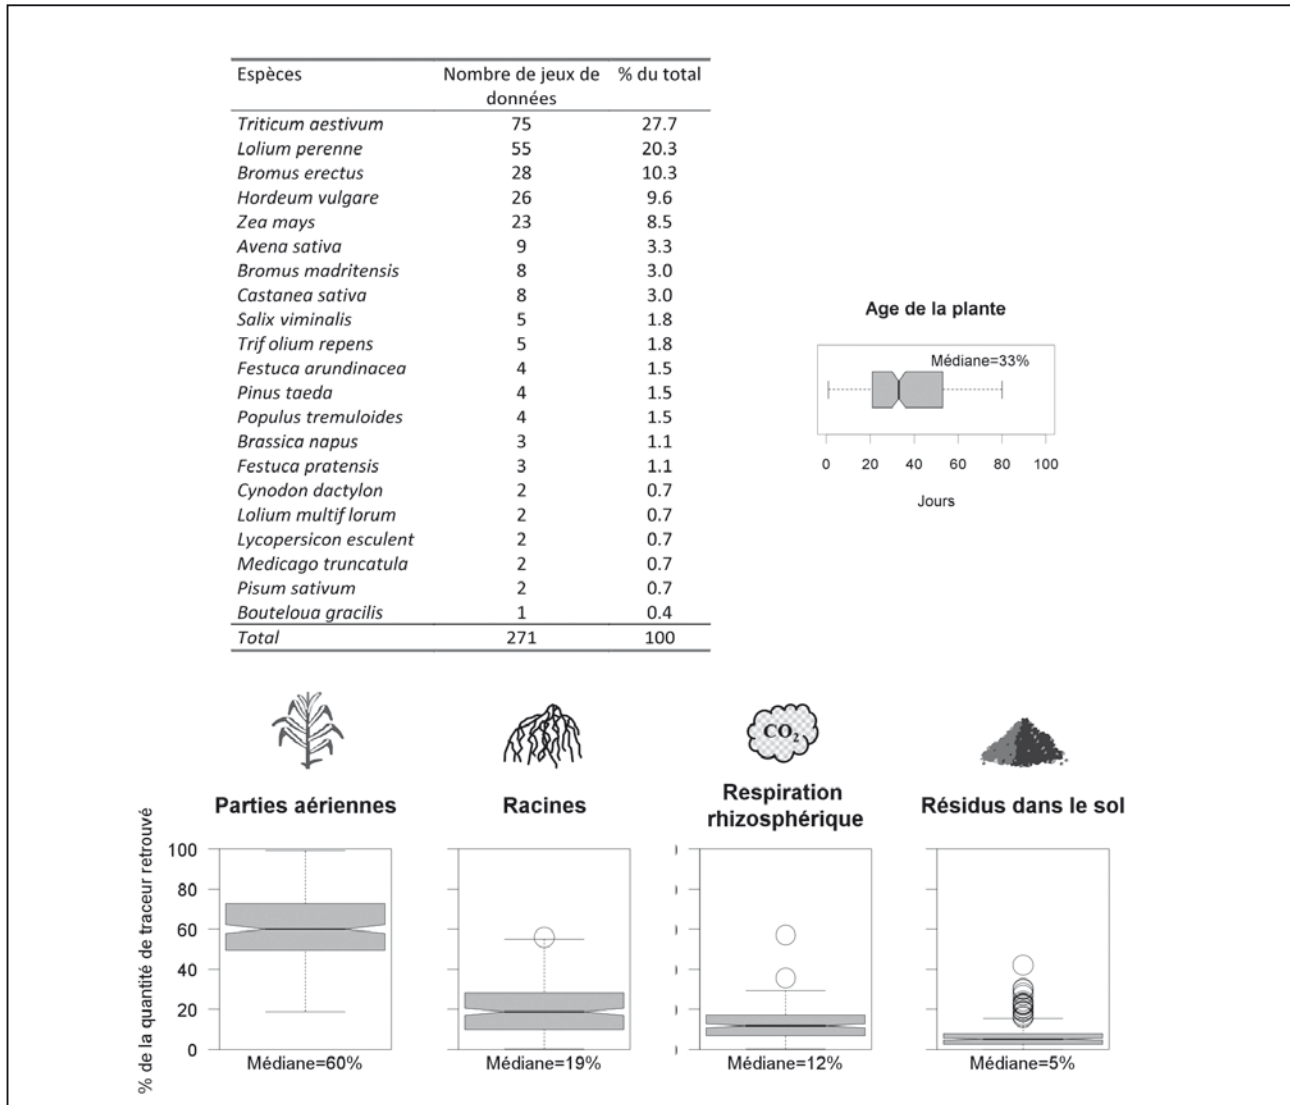 Espèces Nombre de jeux de données % du total
Triticum aestivum 75 27.7
Lolium perenne 55 20.3
Bromus erectus 28 10.3
Hordeum vulgare 26 9.6
Zea mays 23 8.5
Avena sativa 9 3.3
Bromus madritensis 8 3.0
Castanea sativa 8 3.0
Salix viminalis 5 1.8
Trif olium repens 5 1.8
Festuca arundinacea 4 1.5
Pinus taeda 4 1.5
Populus tremuloides 4 1.5
Brassica napus 3 1.1
Festuca pratensis 3 1.1
Cynodon dactylon 2 0.7
Lolium multif lorum 2 0.7
Lycopersicon esculent 2 0.7
Medicago truncatula 2 0.7
Pisum sativum 2 0.7
Bouteloua gracilis 1 0.4
Total 271 100
Age de la plante
Médiane=33%
0 20 40 60 80 100
Jours
CO2
Parties aériennes
Racines
Respiration rhizosphérique
Résidus dans le sol
% de la quantité de traceur retrouvé
100
80
60
40
20
0
Médiane=60%
Médiane=19%
Médiane=12%
Médiane=5%